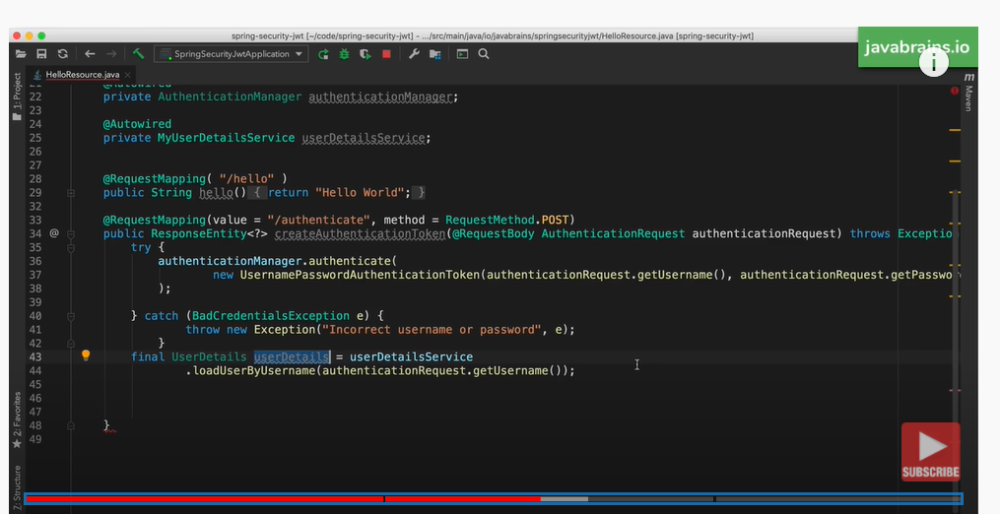 spring-security-jwt [~/code/spring-security-jwt] - .../src/main/java/io/javabrains/springsecurityjwt/HelloResource.java [spring-security-jwt]
javabrains.io
SpringSecurityJwtApplication
HelloResource.java
1: Project
m
Maven
22 private AuthenticationManager authenticationManager;
23
24 @Autowired
25 private MyUserDetailsService userDetailsService;
26
27
28 @RequestMapping( "/hello" )
29 public String hello() { return "Hello World"; }
32
33 @RequestMapping(value = "/authenticate", method = RequestMethod.POST)
34 @ public ResponseEntity<?> createAuthenticationToken(@RequestBody AuthenticationRequest authenticationRequest) throws Exceptio
35 try {
36 authenticationManager.authenticate(
37 new UsernamePasswordAuthenticationToken(authenticationRequest.getUsername(), authenticationRequest.getPasswo
38 );
39
40 } catch (BadCredentialsException e) {
41 throw new Exception("Incorrect username or password", e);
42 }
43 final UserDetails userDetails = userDetailsService
44 .loadUserByUsername(authenticationRequest.getUsername());
45
46
47
48 }
49
2: Favorites
7: Structure
SUBSCRIBE